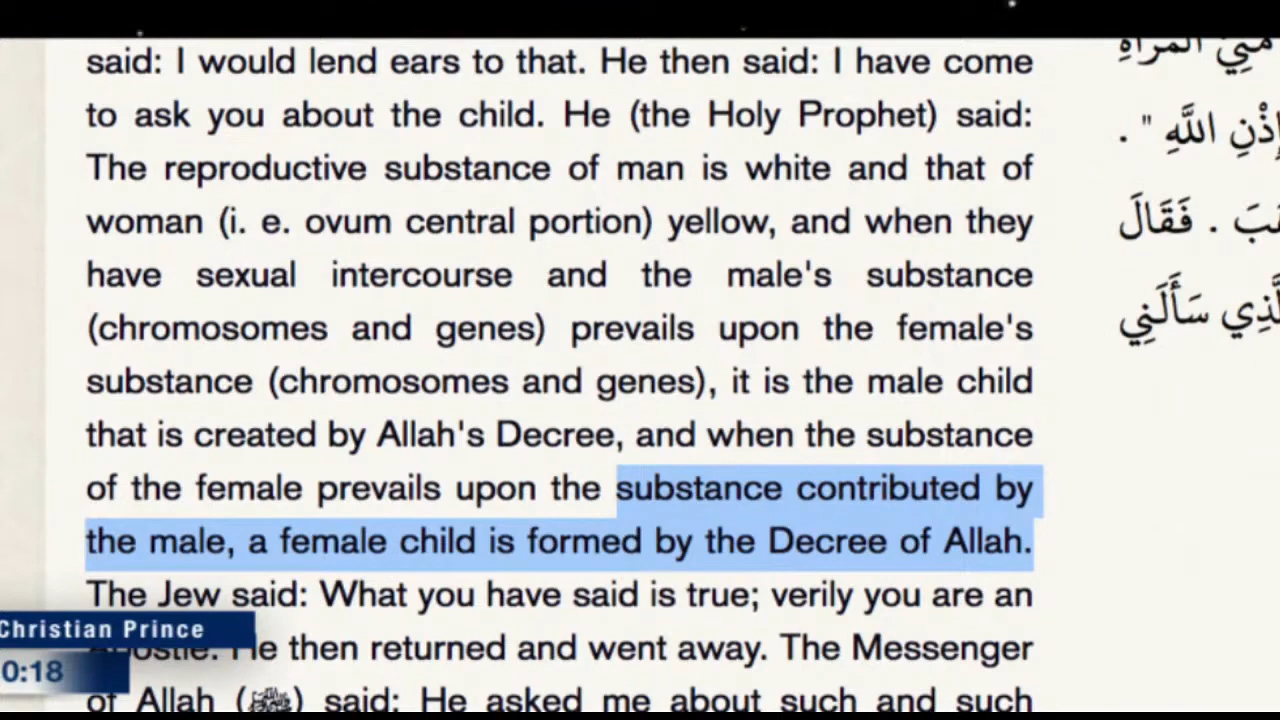 said: I would lend ears to that. He then said: I have come
to ask you about the child. He (the Holy Prophet) said:
The reproductive substance of man is white and that of
woman (i. e. ovum central portion) yellow, and when they
have sexual intercourse and the male's substance
(chromosomes and genes) prevails upon the female's
substance (chromosomes and genes), it is the male child
that is created by Allah's Decree, and when the substance
of the female prevails upon the substance contributed by
the male, a female child is formed by the Decree of Allah.
The Jew said: What you have said is true; verily you are an
Apostle. He then returned and went away. The Messenger
of Allah (ﷺ) said: He asked me about such and such
مَنِيَّ الْمَرْأَةِ
إِذْنِ اللَّهِ " .
. فَقَالَ
سَأَلَنِي
Christian Prince
0:18